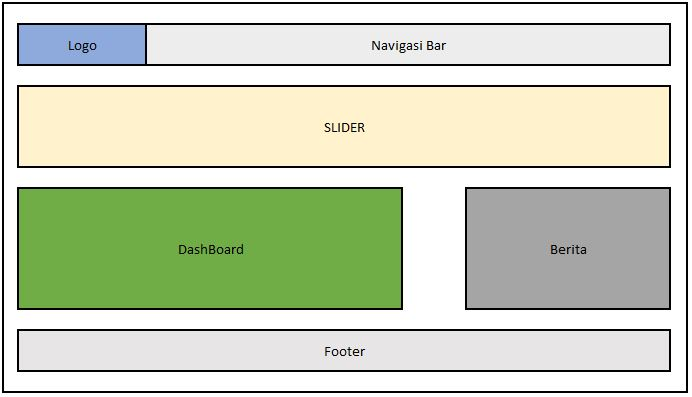 Logo
Navigasi Bar
SLIDER
DashBoard
Berita
Footer